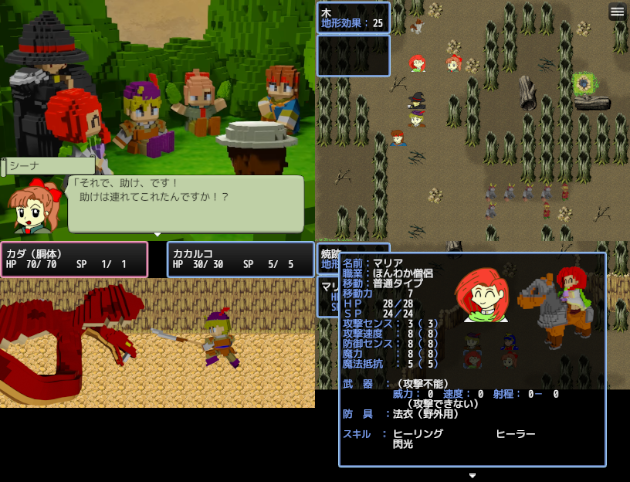 シーナ
「それで、助け、です！
助けは連れてこれたんですか！？
木
地形効果：25
カダ（胴体）
HP 70/ 70 SP 1/ 1
カカルコ
HP 30/ 30 SP 5/ 5
焼跡
地形
マリ
名前：マリア
職業：ほんわか僧侶
移動：普通タイプ
移動力 7
ＨＰ 28/28
ＳＰ 24/24
攻撃センス： 3（ 3）
攻撃速度 ： 8（ 8）
防御センス： 8（ 8）
魔力 ： 8（ 8）
魔法抵抗 ： 5（ 5）
武 器 ：（攻撃不能）
威力： 0 速度： 0 射程： 0－ 0
（攻撃できない）
防 具 ：法衣（野外用）
スキル ：ヒーリング ヒーラー
閃光